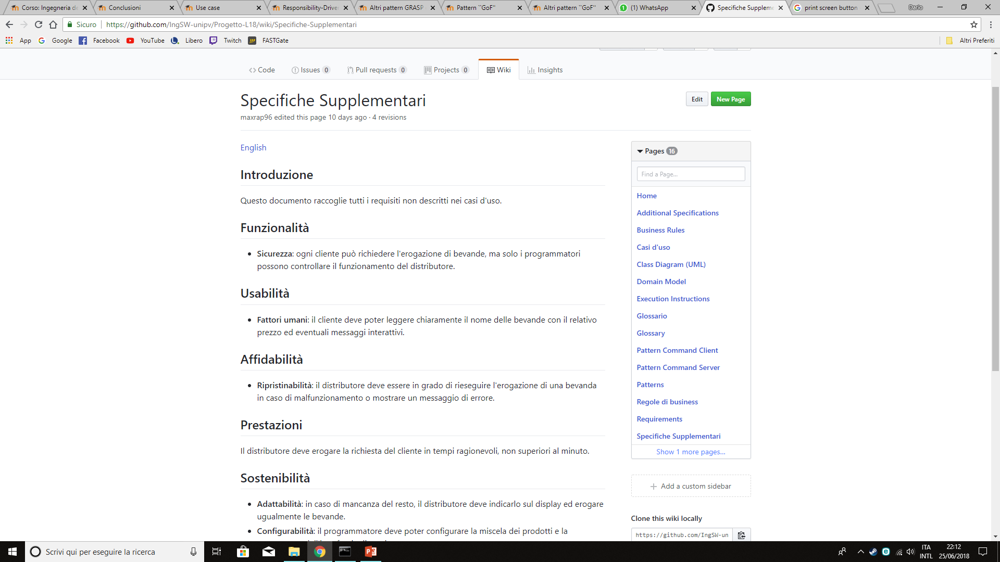 Corso: Ingegneria de
Conclusioni
Use case
Responsibility-Driven
Altri pattern GRASP
Pattern ``GoF''
Altri pattern ``GoF''
(1) WhatsApp
Specifiche Suppleme
print screen button
Dario
Sicuro
https://github.com/IngSW-unipv/Progetto-L18/wiki/Specifiche-Supplementari
App
Google
Facebook
YouTube
Libero
Twitch
FASTGate
Altri Preferiti
Code
Issues 0
Pull requests 0
Projects 0
Wiki
Insights
Specifiche Supplementari
Edit
New Page
maxrap96 edited this page 10 days ago · 4 revisions
English
Introduzione
Questo documento raccoglie tutti i requisiti non descritti nei casi d'uso.
Funzionalità
• Sicurezza: ogni cliente può richiedere l'erogazione di bevande, ma solo i programmatori
possono controllare il funzionamento del distributore.
Usabilità
• Fattori umani: il cliente deve poter leggere chiaramente il nome delle bevande con il relativo
prezzo ed eventuali messaggi interattivi.
Affidabilità
• Ripristinabilità: il distributore deve essere in grado di rieseguire l'erogazione di una bevanda
in caso di malfunzionamento o mostrare un messaggio di errore.
Prestazioni
Il distributore deve erogare la richiesta del cliente in tempi ragionevoli, non superiori al minuto.
Sostenibilità
• Adattabilità: in caso di mancanza del resto, il distributore deve indicarlo sul display ed erogare
ugualmente le bevande.
• Configurabilità: il programmatore deve poter configurare la miscela dei prodotti e la
Pages 16
Find a Page...
Home
Additional Specifications
Business Rules
Casi d'uso
Class Diagram (UML)
Domain Model
Execution Instructions
Glossario
Glossary
Pattern Command Client
Pattern Command Server
Patterns
Regole di business
Requirements
Specifiche Supplementari
Show 1 more pages...
Add a custom sidebar
Clone this wiki locally
https://github.com/IngSW-un
Scrivi qui per eseguire la ricerca
ITA
INTL
22:12
25/06/2018